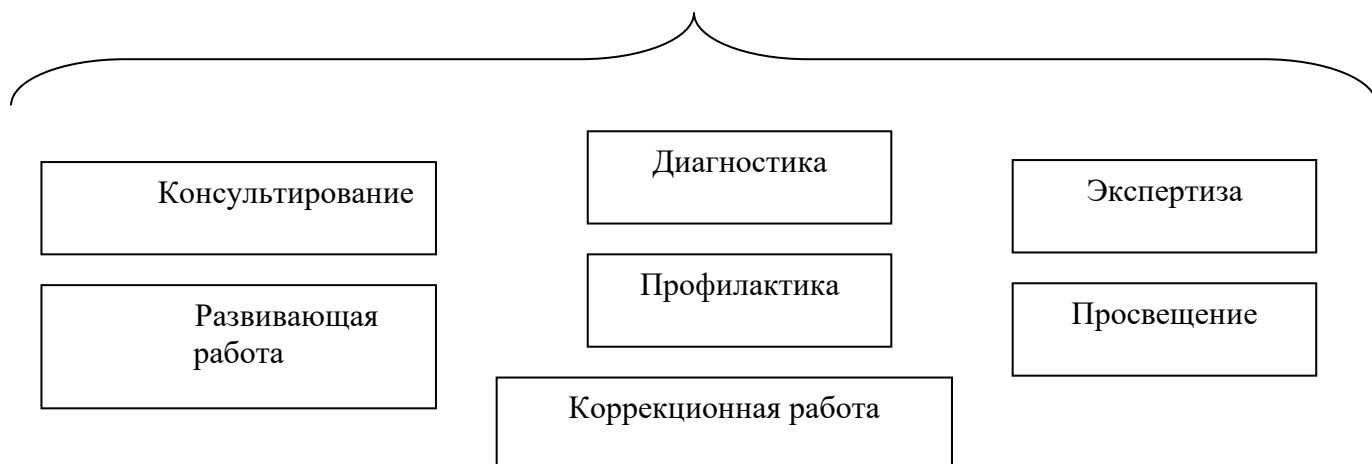 Консультирование
Диагностика
Экспертиза
Развивающая
работа
Профилактика
Просвещение
Коррекционная работа